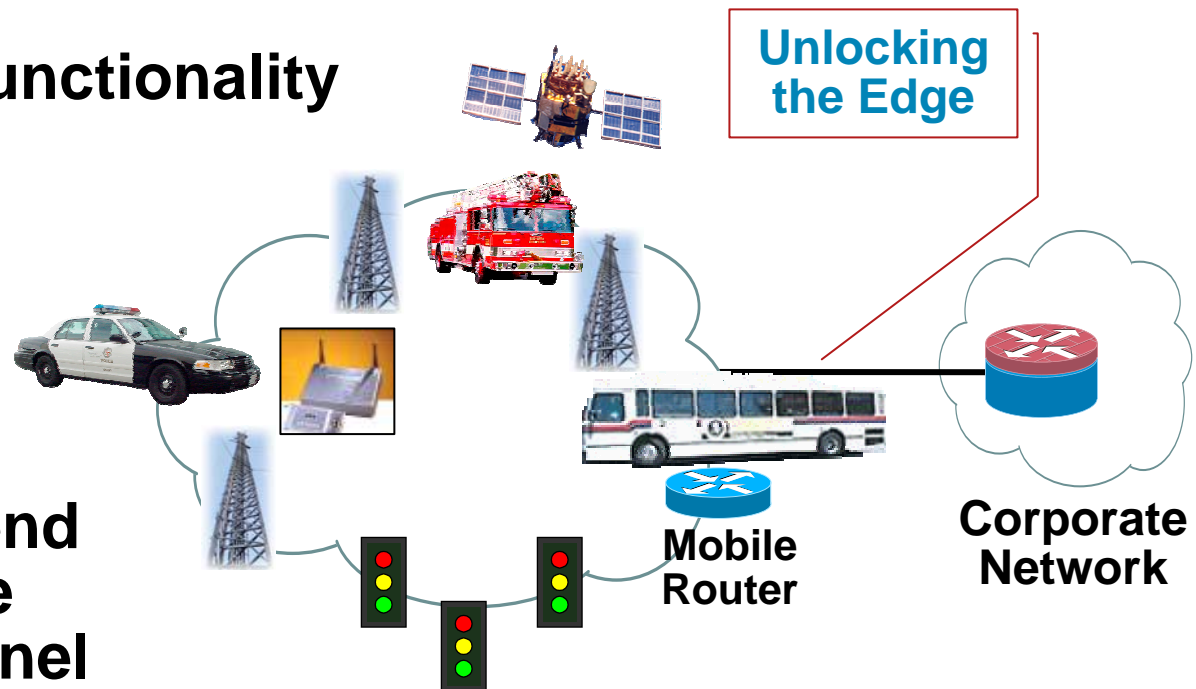 unctionality
Unlocking
the Edge
nd
e
nel
Mobile
Router
Corporate
Network